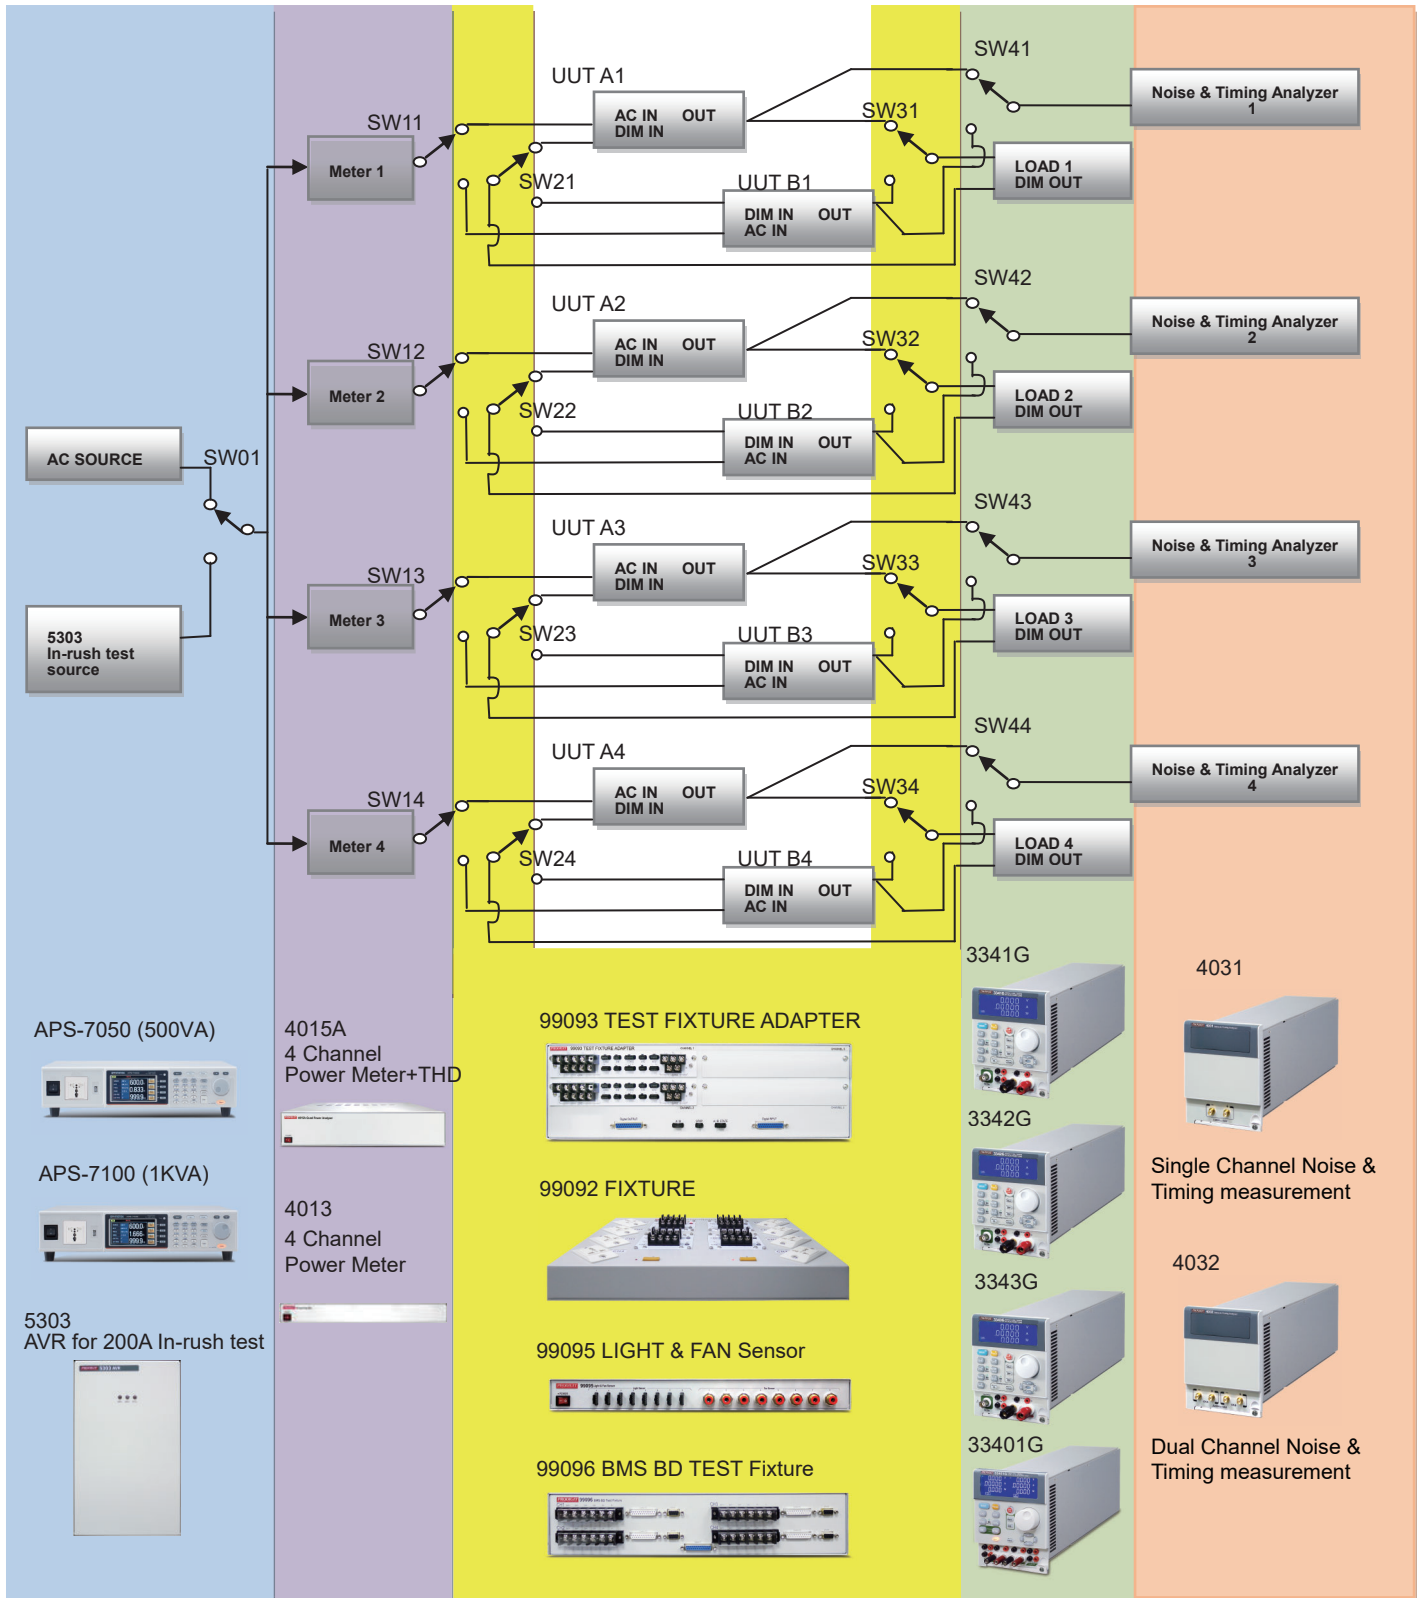 SW41
UUT A1
Noise & Timing Analyzer
1
AC IN OUT
DIM IN
SW11
SW31
Meter 1
LOAD 1
DIM OUT
SW21
UUT B1
DIM IN OUT
AC IN
SW42
UUT A2
Noise & Timing Analyzer
2
AC IN OUT
DIM IN
SW12
SW32
Meter 2
LOAD 2
DIM OUT
SW22
UUT B2
DIM IN OUT
AC IN
AC SOURCE
SW01
SW43
UUT A3
Noise & Timing Analyzer
3
AC IN OUT
DIM IN
SW13
SW33
Meter 3
LOAD 3
DIM OUT
SW23
UUT B3
DIM IN OUT
AC IN
5303
In-rush test
source
SW44
UUT A4
Noise & Timing Analyzer
4
AC IN OUT
DIM IN
SW14
SW34
Meter 4
LOAD 4
DIM OUT
SW24
UUT B4
DIM IN OUT
AC IN
APS-7050 (500VA)
APS-7100 (1KVA)
5303
AVR for 200A In-rush test
5303 AVR
4015A
4 Channel
Power Meter+THD
4013
4 Channel
Power Meter
99093 TEST FIXTURE ADAPTER
99092 FIXTURE
99095 LIGHT & FAN Sensor
99096 BMS BD TEST Fixture
3341G
3342G
3343G
33401G
4031
Single Channel Noise &
Timing measurement
4032
Dual Channel Noise &
Timing measurement